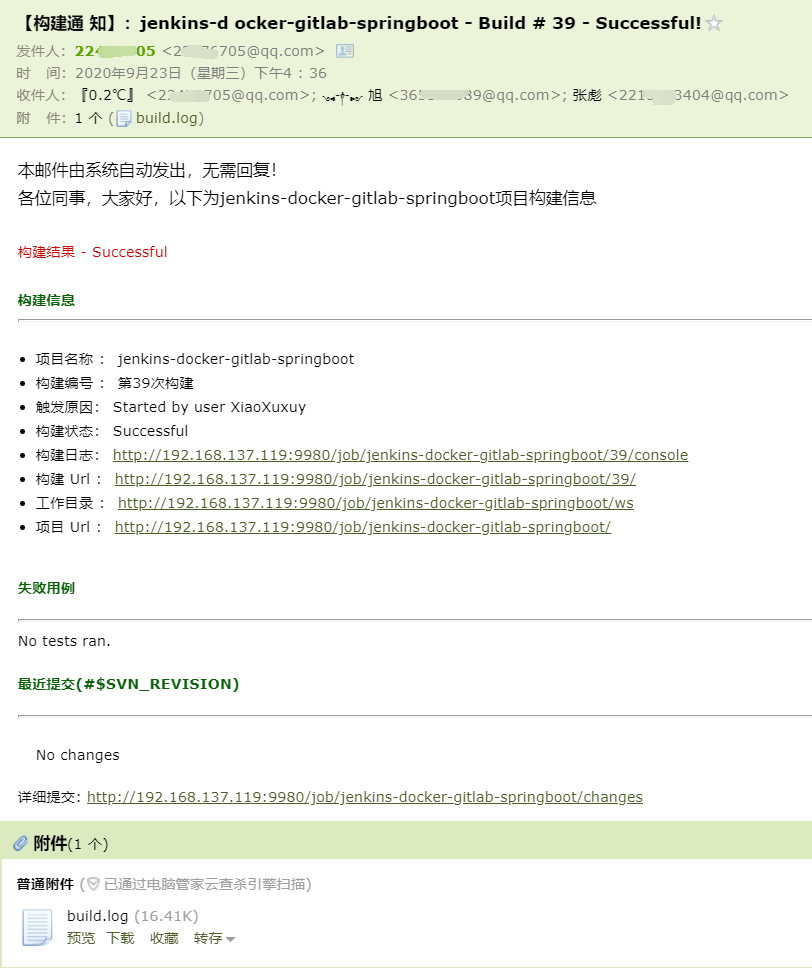 【构建通 知】: jenkins-d ocker-gitlab-springboot - Build # 39 - Successful!
发件人: 22 05 <22 6705@qq.com>
时 间: 2020年9月23日（星期三）下午4 : 36
收件人: 『0.2℃』 <22 705@qq.com>; 旭 <365 89@qq.com>; 张彪 <221 3404@qq.com>
附 件: 1 个 ( build.log)
本邮件由系统自动发出，无需回复！
各位同事，大家好，以下为jenkins-docker-gitlab-springboot项目构建信息
构建结果 - Successful
构建信息
• 项目名称 : jenkins-docker-gitlab-springboot
• 构建编号 : 第39次构建
• 触发原因: Started by user XiaoXuxuy
• 构建状态: Successful
• 构建日志: http://192.168.137.119:9980/job/jenkins-docker-gitlab-springboot/39/console
• 构建 Url : http://192.168.137.119:9980/job/jenkins-docker-gitlab-springboot/39/
• 工作目录 : http://192.168.137.119:9980/job/jenkins-docker-gitlab-springboot/ws
• 项目 Url : http://192.168.137.119:9980/job/jenkins-docker-gitlab-springboot/
失败用例
No tests ran.
最近提交(#$SVN_REVISION)
No changes
详细提交: http://192.168.137.119:9980/job/jenkins-docker-gitlab-springboot/changes
附件(1 个)
普通附件 ( 已通过电脑管家云查杀引擎扫描)
build.log (16.41K)
预览 下载 收藏 转存